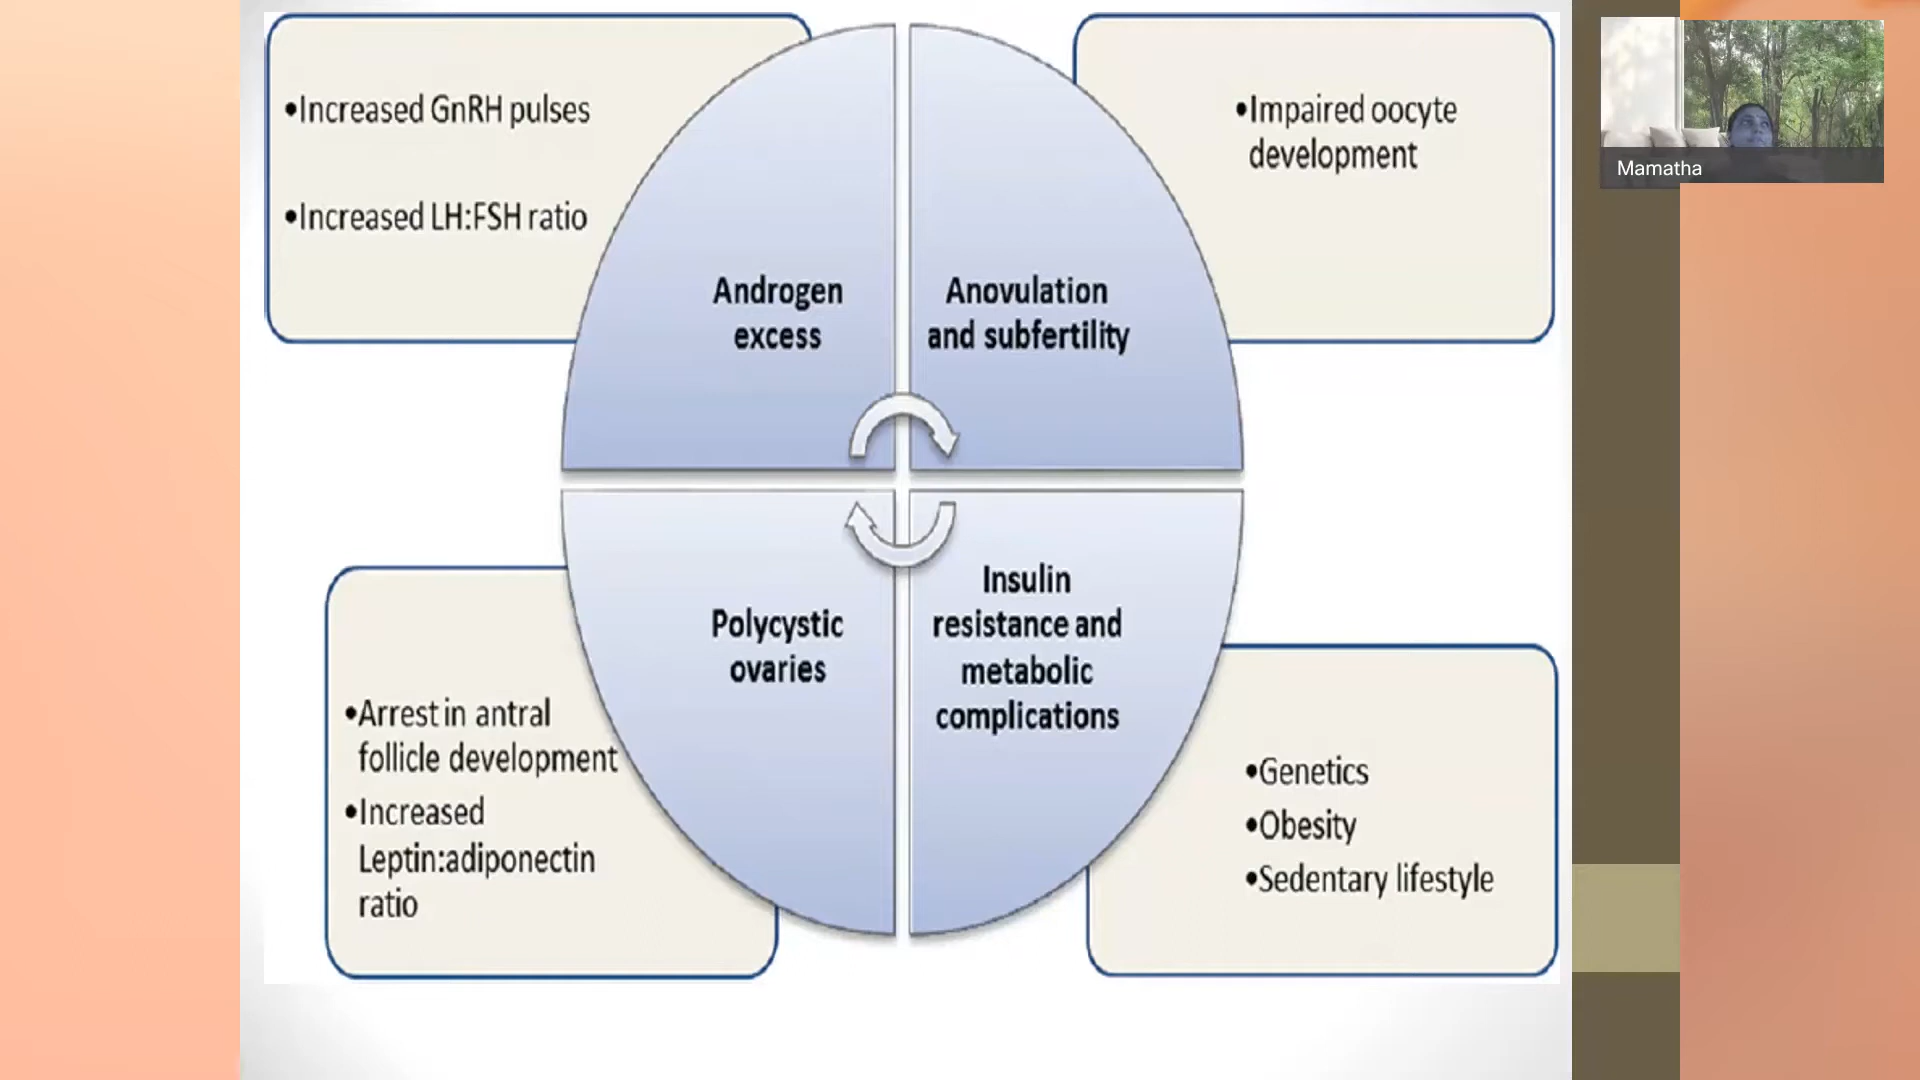 •Increased GnRH pulses
•Increased LH:FSH ratio
Androgen
excess
Anovulation
and subfertility
•Impaired oocyte
development
Mamatha
Polycystic
ovaries
Insulin
resistance and
metabolic
complications
•Arrest in antral
follicle development
•Increased
Leptin:adiponectin
ratio
•Genetics
•Obesity
•Sedentary lifestyle